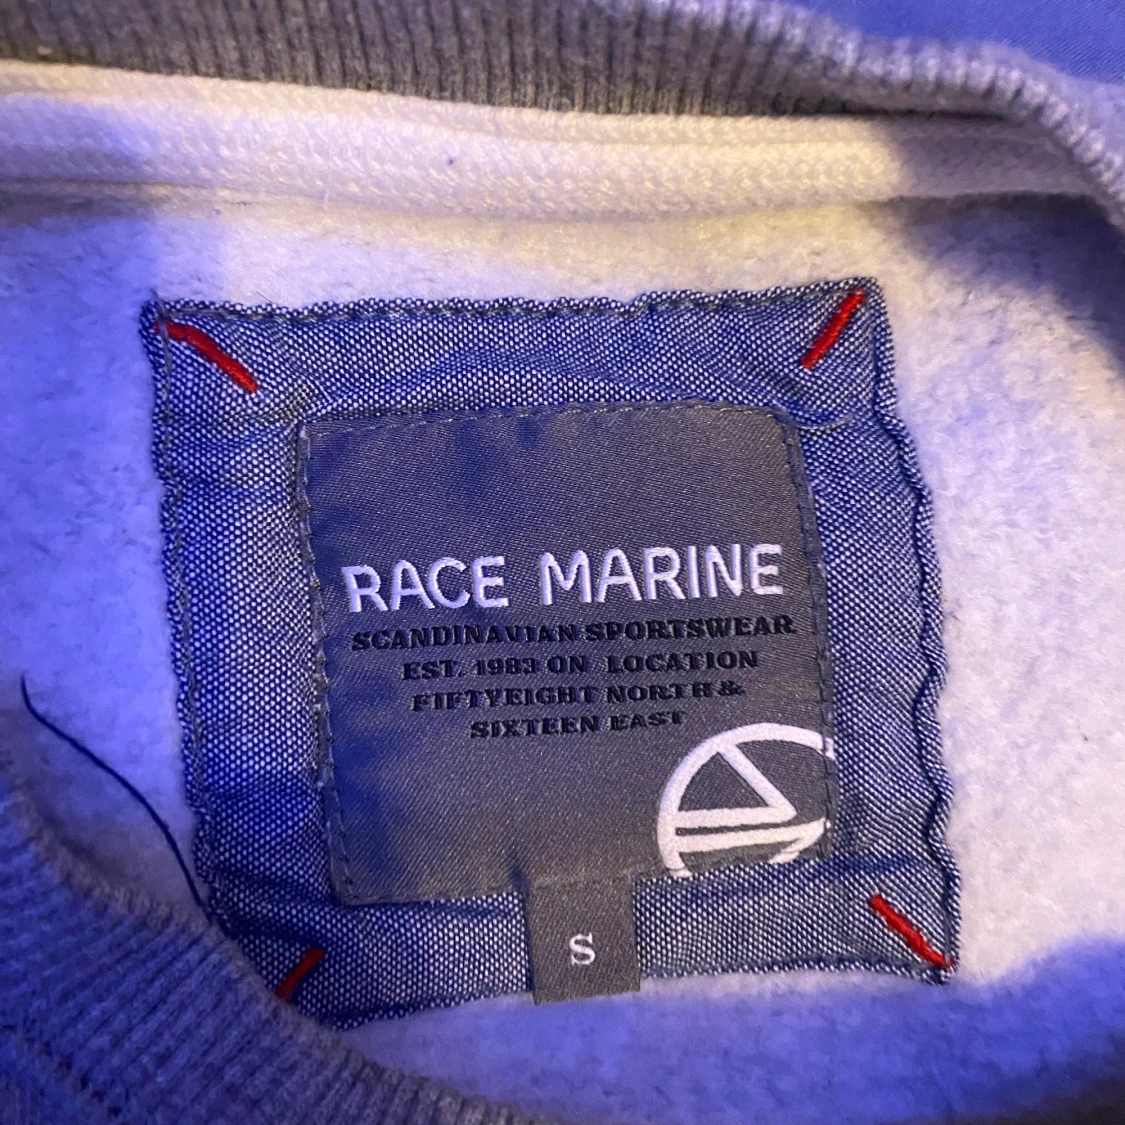 RACE MARINE
SCANDINAVIAN SPORTSWEAR
EST. 1983 ON LOCATION
FIFTYEIGHT NORTH &
SIXTEEN EAST
S